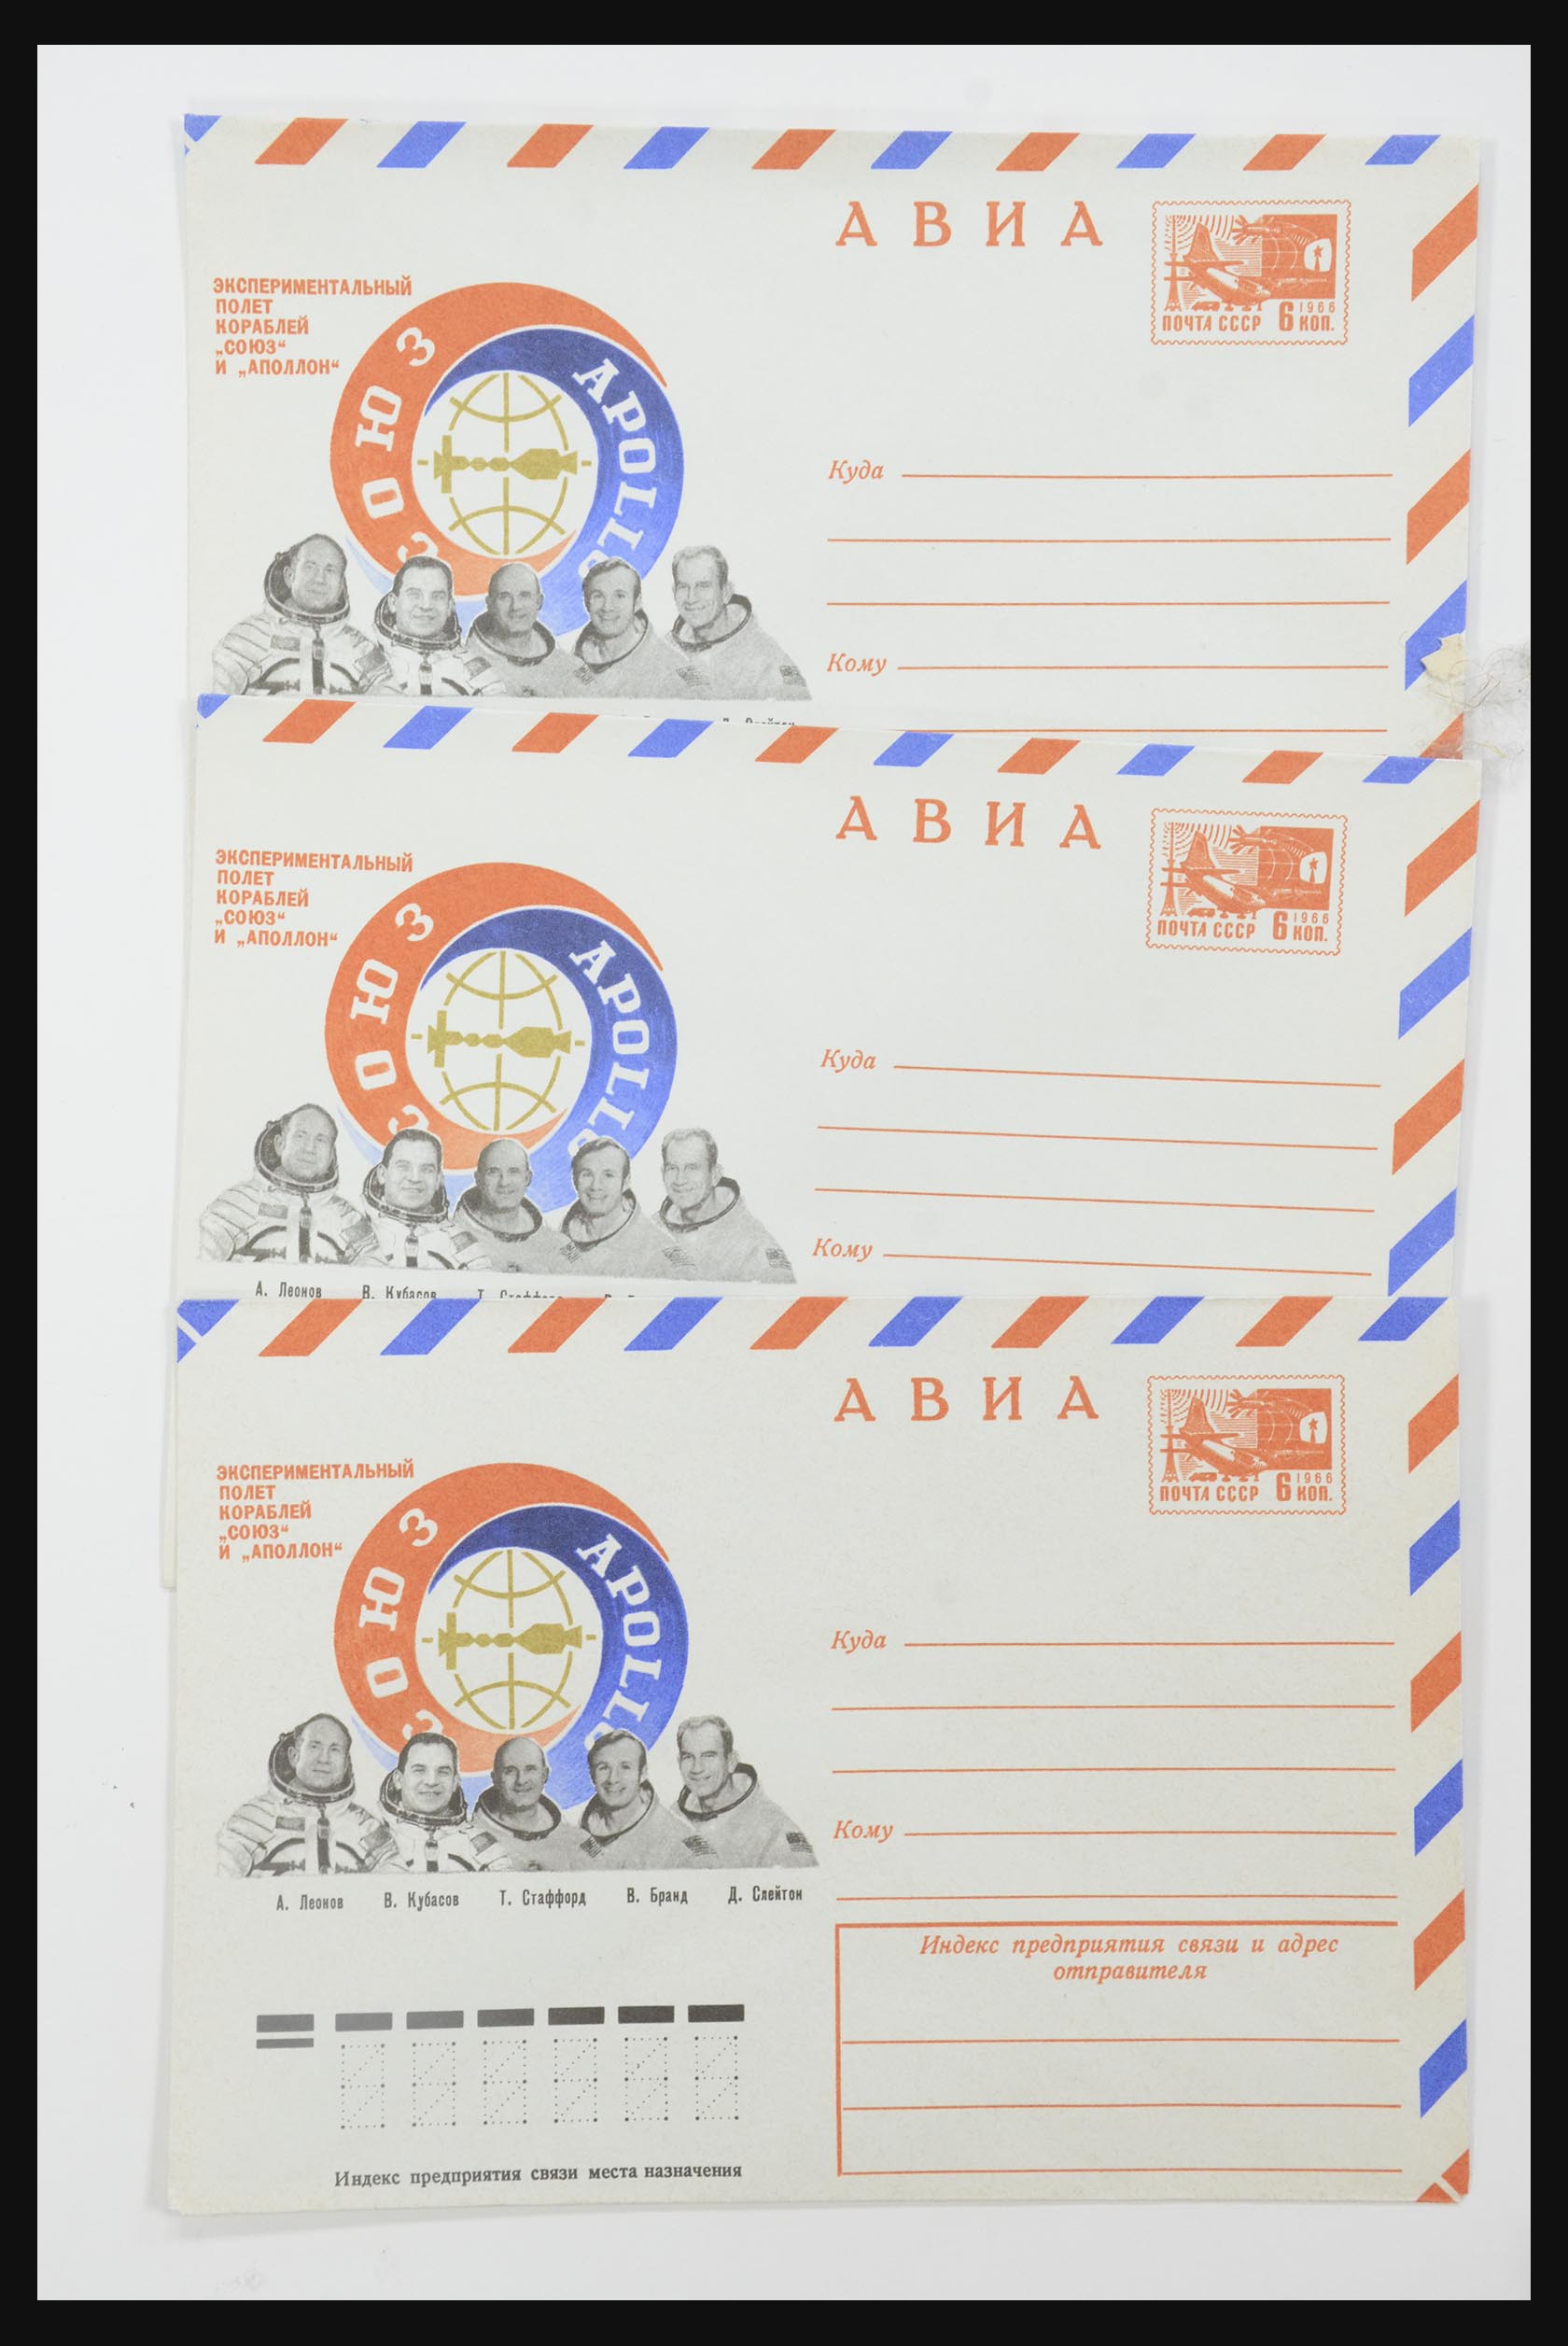 АВИА
1966
ПОЧТА СССР 6 КОП.
ЭКСПЕРИМЕНТАЛЬНЫЙ
ПОЛЕТ
КОРАБЛЕЙ
„СОЮЗ“
И „АПОЛЛОН“
СОЮЗ
APOLLO
Куда
Кому
АВИА
1966
ПОЧТА СССР 6 КОП.
ЭКСПЕРИМЕНТАЛЬНЫЙ
ПОЛЕТ
КОРАБЛЕЙ
„СОЮЗ“
И „АПОЛЛОН“
СОЮЗ
APOLLO
Куда
Кому
А. Леонов В. Кубасов
АВИА
1966
ПОЧТА СССР 6 КОП.
ЭКСПЕРИМЕНТАЛЬНЫЙ
ПОЛЕТ
КОРАБЛЕЙ
„СОЮЗ“
И „АПОЛЛОН“
СОЮЗ
APOLLO
Куда
Кому
А. Леонов В. Кубасов Т. Стаффорд В. Бранд Д. Слейтон
Индекс предприятия связи и адрес
отправителя
Индекс предприятия связи места назначения